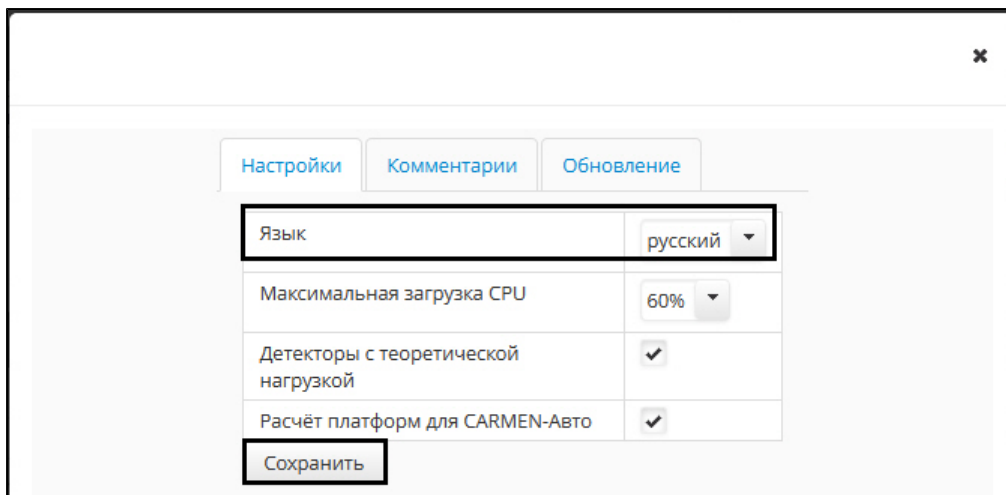 Настройки Комментарии Обновление
Язык русский
Максимальная загрузка CPU 60%
Детекторы с теоретической
нагрузкой
Расчёт платформ для CARMEN-Авто
Сохранить